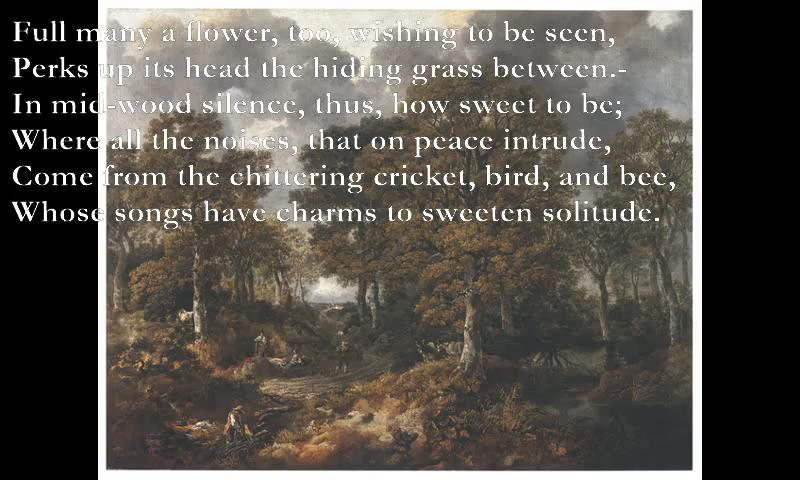 Full many a flower, too, wishing to be seen,
Perks up its head the hiding grass between.-
In mid-wood silence, thus, how sweet to be;
Where all the noises, that on peace intrude,
Come from the chittering cricket, bird, and bee,
Whose songs have charms to sweeten solitude.